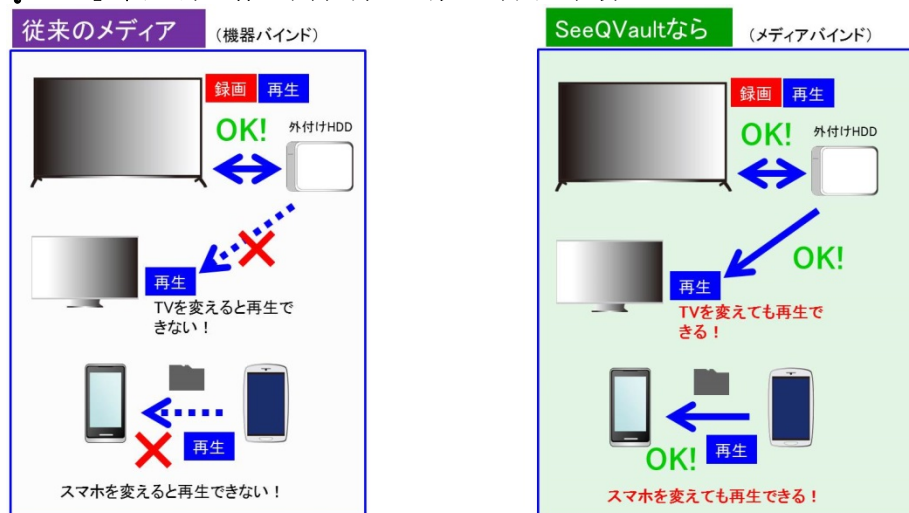 従来のメディア (機器バインド)
録画 再生
OK! 外付けHDD
再生
TVを変えると再生で
きない！
再生
スマホを変えると再生できない！
SeeQVaultなら (メディアバインド)
録画 再生
OK! 外付けHDD
OK!
再生
TVを変えても再生で
きる！
再生
OK!
スマホを変えても再生できる！